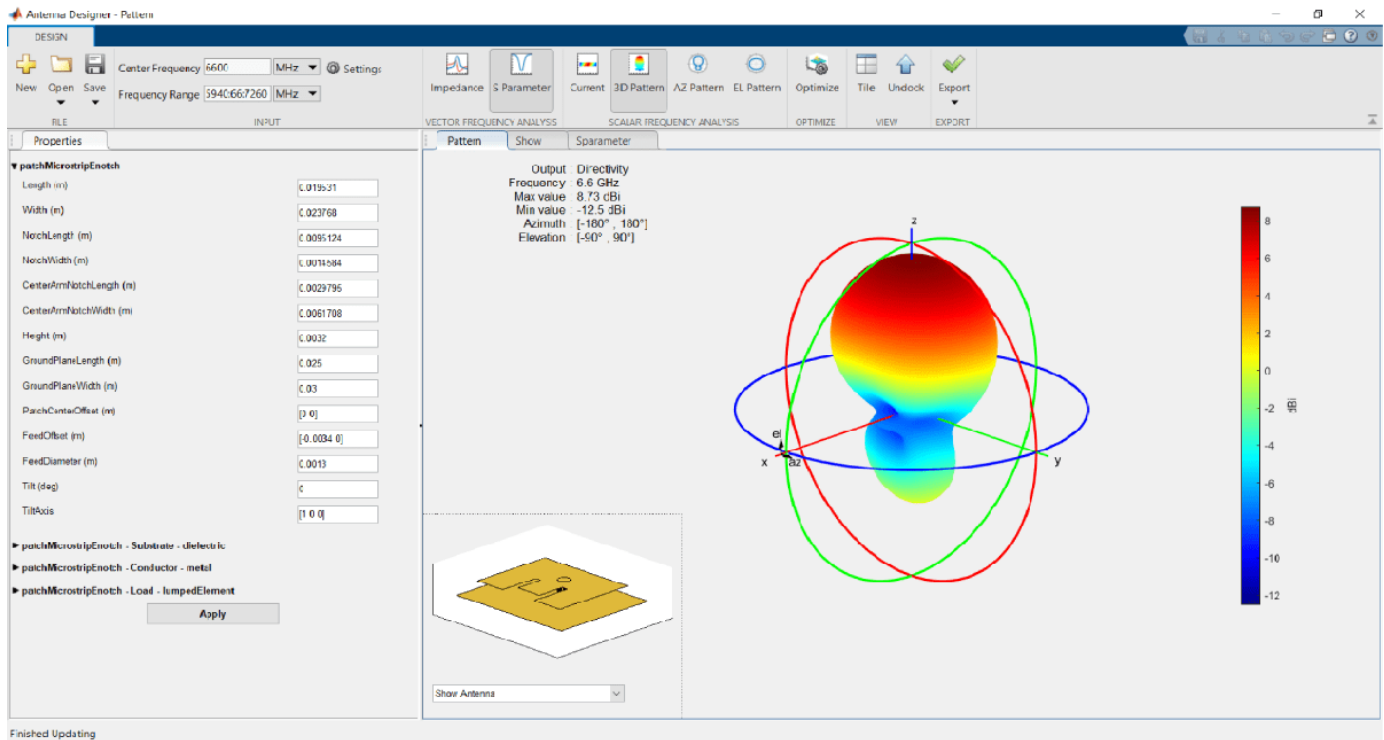 Antenna Designer - Pattern
DESIGN
New Open Save
Center Frequency 6600 MHz Settings
Frequency Range 5940:66:7260 MHz
Impedance S Parameter Current 3D Pattern AZ Pattern EL Pattern Optimize Tile Undock Export
FILE INPUT VECTOR FREQUENCY ANALYSIS SCALAR FREQUENCY ANALYSIS OPTIMIZE VIEW EXPORT
Properties
patchMicrostripEnotch
Length (m) 0.019531
Width (m) 0.023768
NotchLength (m) 0.0095124
NotchWidth (m) 0.0014584
CenterArmNotchLength (m) 0.0029795
CenterArmNotchWidth (m) 0.0061708
Height (m) 0.0032
GroundPlaneLength (m) 0.025
GroundPlaneWidth (m) 0.03
PatchCenterOffset (m) [0 0]
FeedOffset (m) [-0.0034 0]
FeedDiameter (m) 0.0013
Tilt (deg) 0
TiltAxis [1 0 0]
patchMicrostripEnotch - Substrate - dielectric
patchMicrostripEnotch - Conductor - metal
patchMicrostripEnotch - Load - lumpedElement
Apply
Pattern Show Sparameter
Output : Directivity
Frequency : 6.6 GHz
Max value : 8.73 dBi
Min value : -12.5 dBi
Azimuth : [-180° , 180°]
Elevation : [-90° , 90°]
z
el
x az
y
8
6
4
2
0
-2
-4
-6
-8
-10
-12
dBi
Show Antenna
Finished Updating